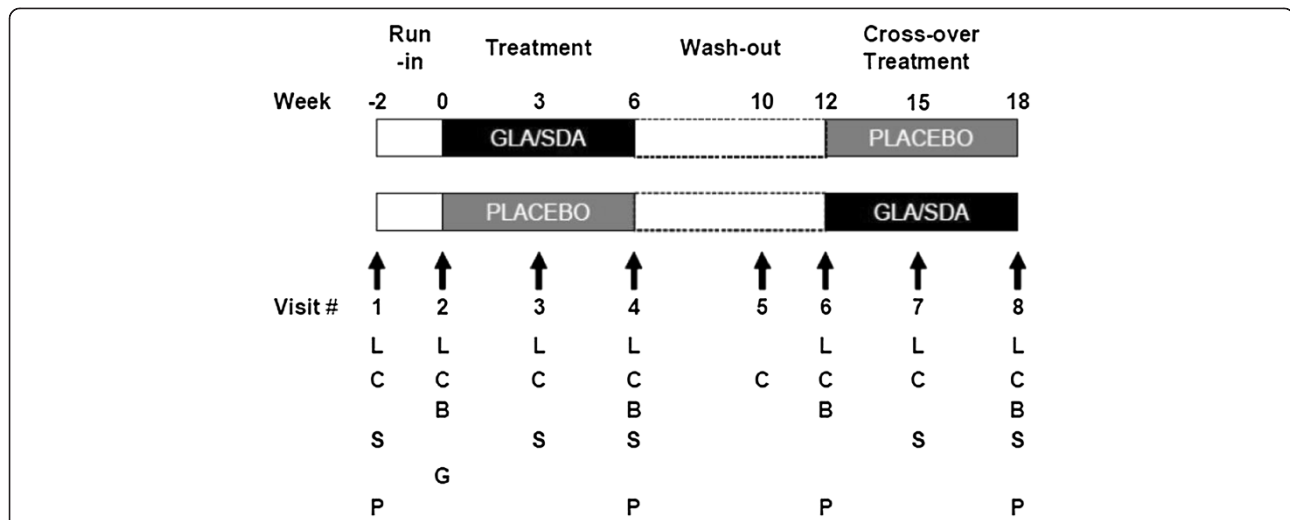 Run
-in Treatment Wash-out Cross-over
Treatment
Week -2 0 3 6 10 12 15 18
GLA/SDA PLACEBO
PLACEBO GLA/SDA
Visit # 1 2 3 4 5 6 7 8
L L L L L L L
C C C C C C C C
B B B B
S S S S S
G
P P P P